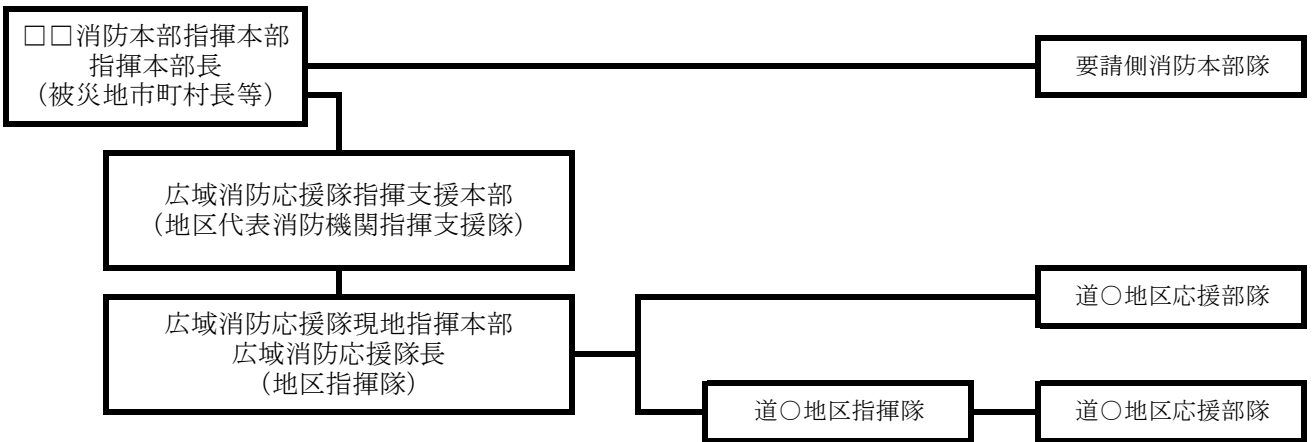 □□消防本部指揮本部
指揮本部長
（被災地市町村長等）
要請側消防本部隊
広域消防応援隊指揮支援本部
（地区代表消防機関指揮支援隊）
広域消防応援隊現地指揮本部
広域消防応援隊長
（地区指揮隊）
道〇地区応援部隊
道〇地区指揮隊
道〇地区応援部隊